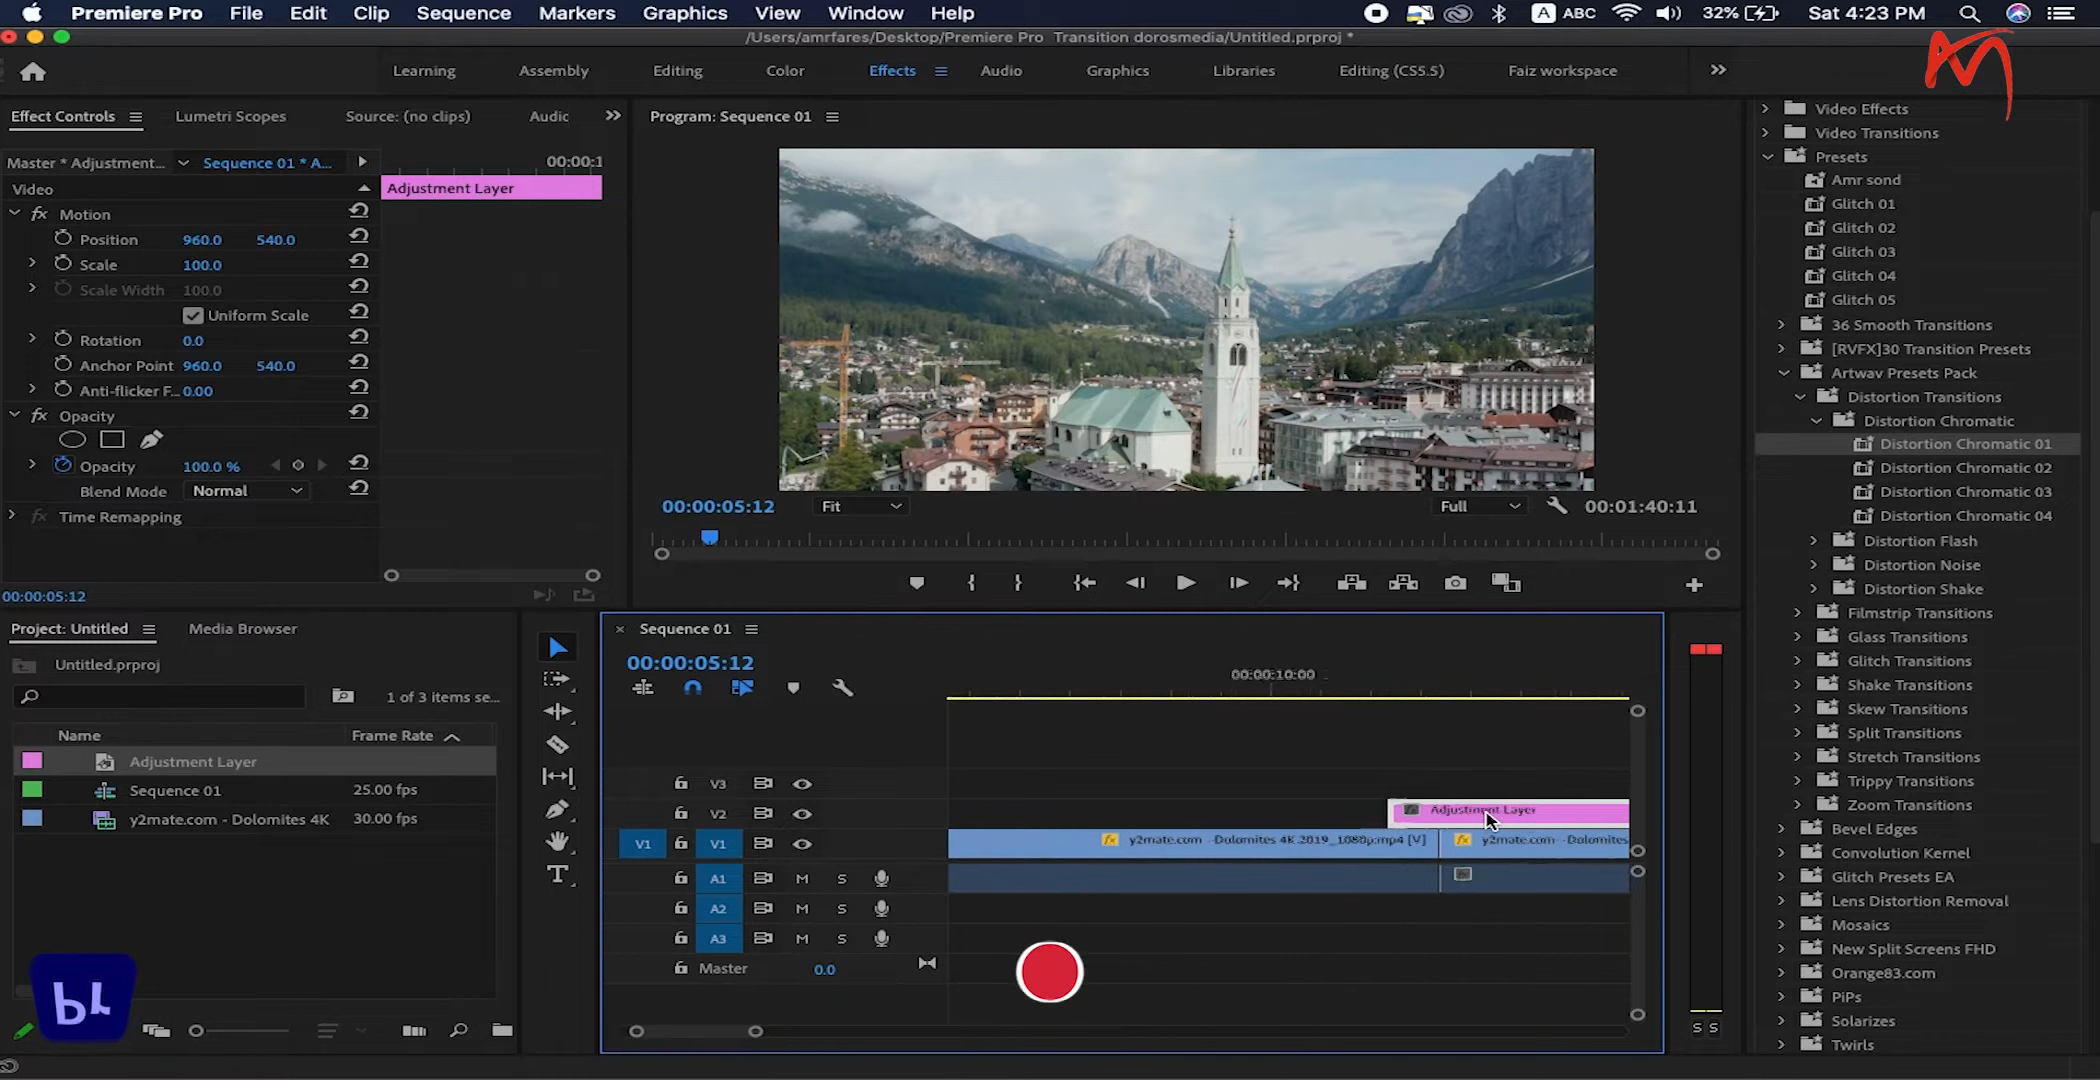 Premiere Pro File Edit Clip Sequence Markers Graphics View Window Help
A ABC 32% Sat 4:23 PM
/Users/amrfares/Desktop/Premiere Pro Transition dorosmedia/Untitled.prproj *
Learning Assembly Editing Color Effects Audio Graphics Libraries Editing (CS5.5) Faiz workspace
Effect Controls Lumetri Scopes Source: (no clips) Audic
Master * Adjustment... Sequence 01 * A... 00:00:1
Video Adjustment Layer
fx Motion
Position 960.0 540.0
Scale 100.0
Scale Width 100.0
Uniform Scale
Rotation 0.0
Anchor Point 960.0 540.0
Anti-flicker F... 0.00
fx Opacity
Opacity 100.0 %
Blend Mode Normal
fx Time Remapping
00:00:05:12
Program: Sequence 01
00:00:05:12 Fit Full 00:01:40:11
Project: Untitled Media Browser
Untitled.prproj
1 of 3 items se...
Name Frame Rate
Adjustment Layer
Sequence 01 25.00 fps
y2mate.com - Dolomites 4K 30.00 fps
Pr
Sequence 01
00:00:05:12
00:00:10:00
V3
V2 Adjustment Layer
V1 V1 fx y2mate.com - Dolomites 4K 2019_1080p.mp4 [V] fx y2mate.com - Dolomites
A1 M S
A2 M S
A3 M S
Master 0.0
S S
Video Effects
Video Transitions
Presets
Amr sond
Glitch 01
Glitch 02
Glitch 03
Glitch 04
Glitch 05
36 Smooth Transitions
[RVFX]30 Transition Presets
Artwav Presets Pack
Distortion Transitions
Distortion Chromatic
Distortion Chromatic 01
Distortion Chromatic 02
Distortion Chromatic 03
Distortion Chromatic 04
Distortion Flash
Distortion Noise
Distortion Shake
Filmstrip Transitions
Glass Transitions
Glitch Transitions
Shake Transitions
Skew Transitions
Split Transitions
Stretch Transitions
Trippy Transitions
Zoom Transitions
Bevel Edges
Convolution Kernel
Glitch Presets EA
Lens Distortion Removal
Mosaics
New Split Screens FHD
Orange83.com
PiPs
Solarizes
Twirls